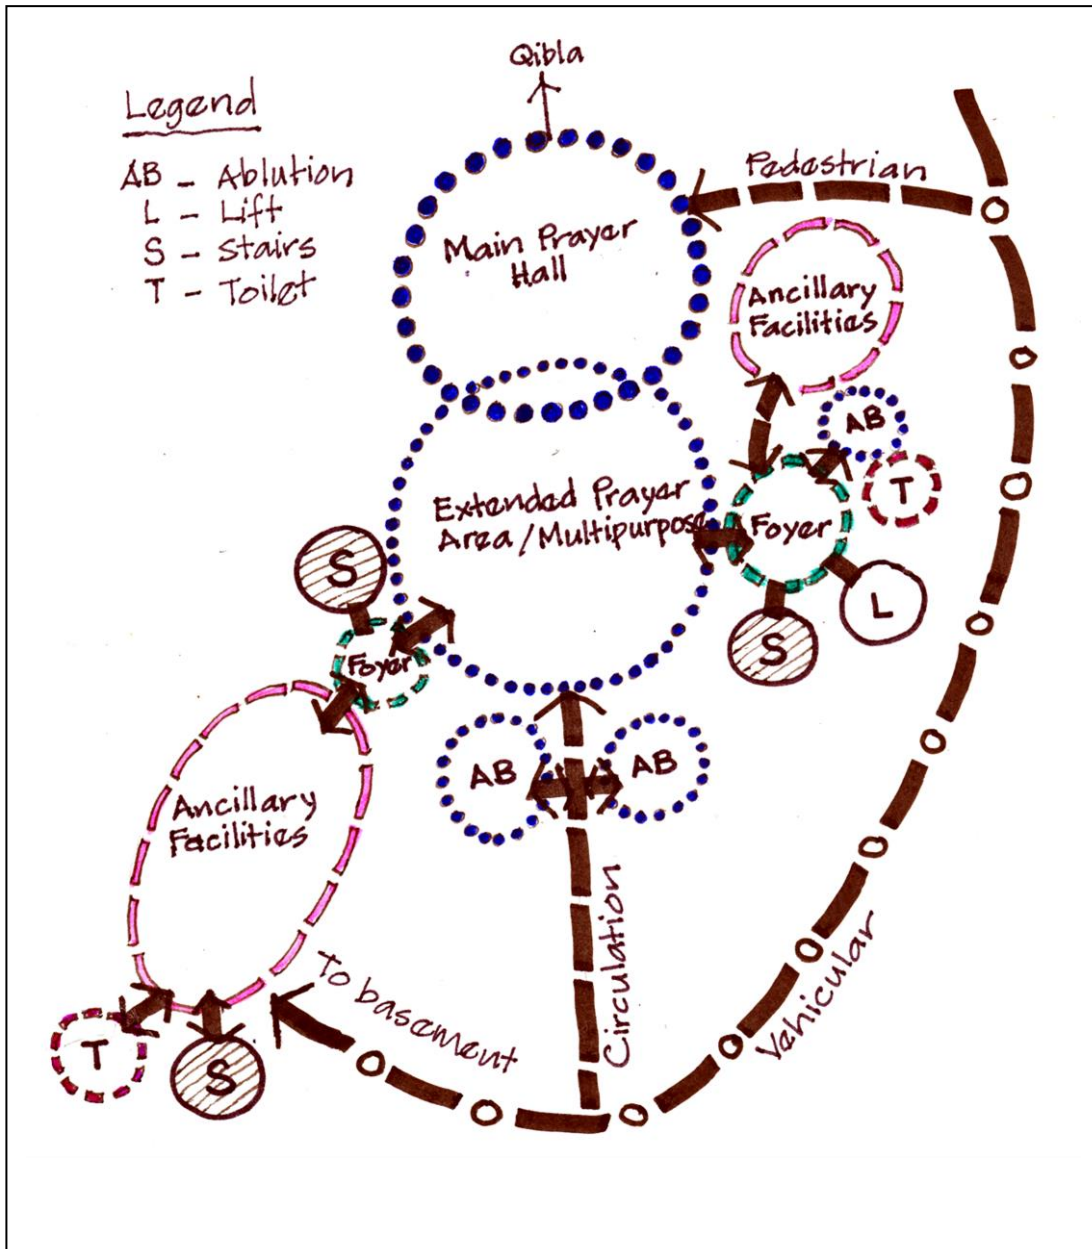 Qibla
Legend
AB - Ablution
L - Lift
S - Stairs
T - Toilet
Pedestrian
Main Prayer
Hall
Ancillary
Facilities
AB
T
Extended Prayer
Area/Multipurpose
Foyer
L
S
S
Foyer
AB
AB
Ancillary
Facilities
Circulation
Vehicular
To basement
T
S